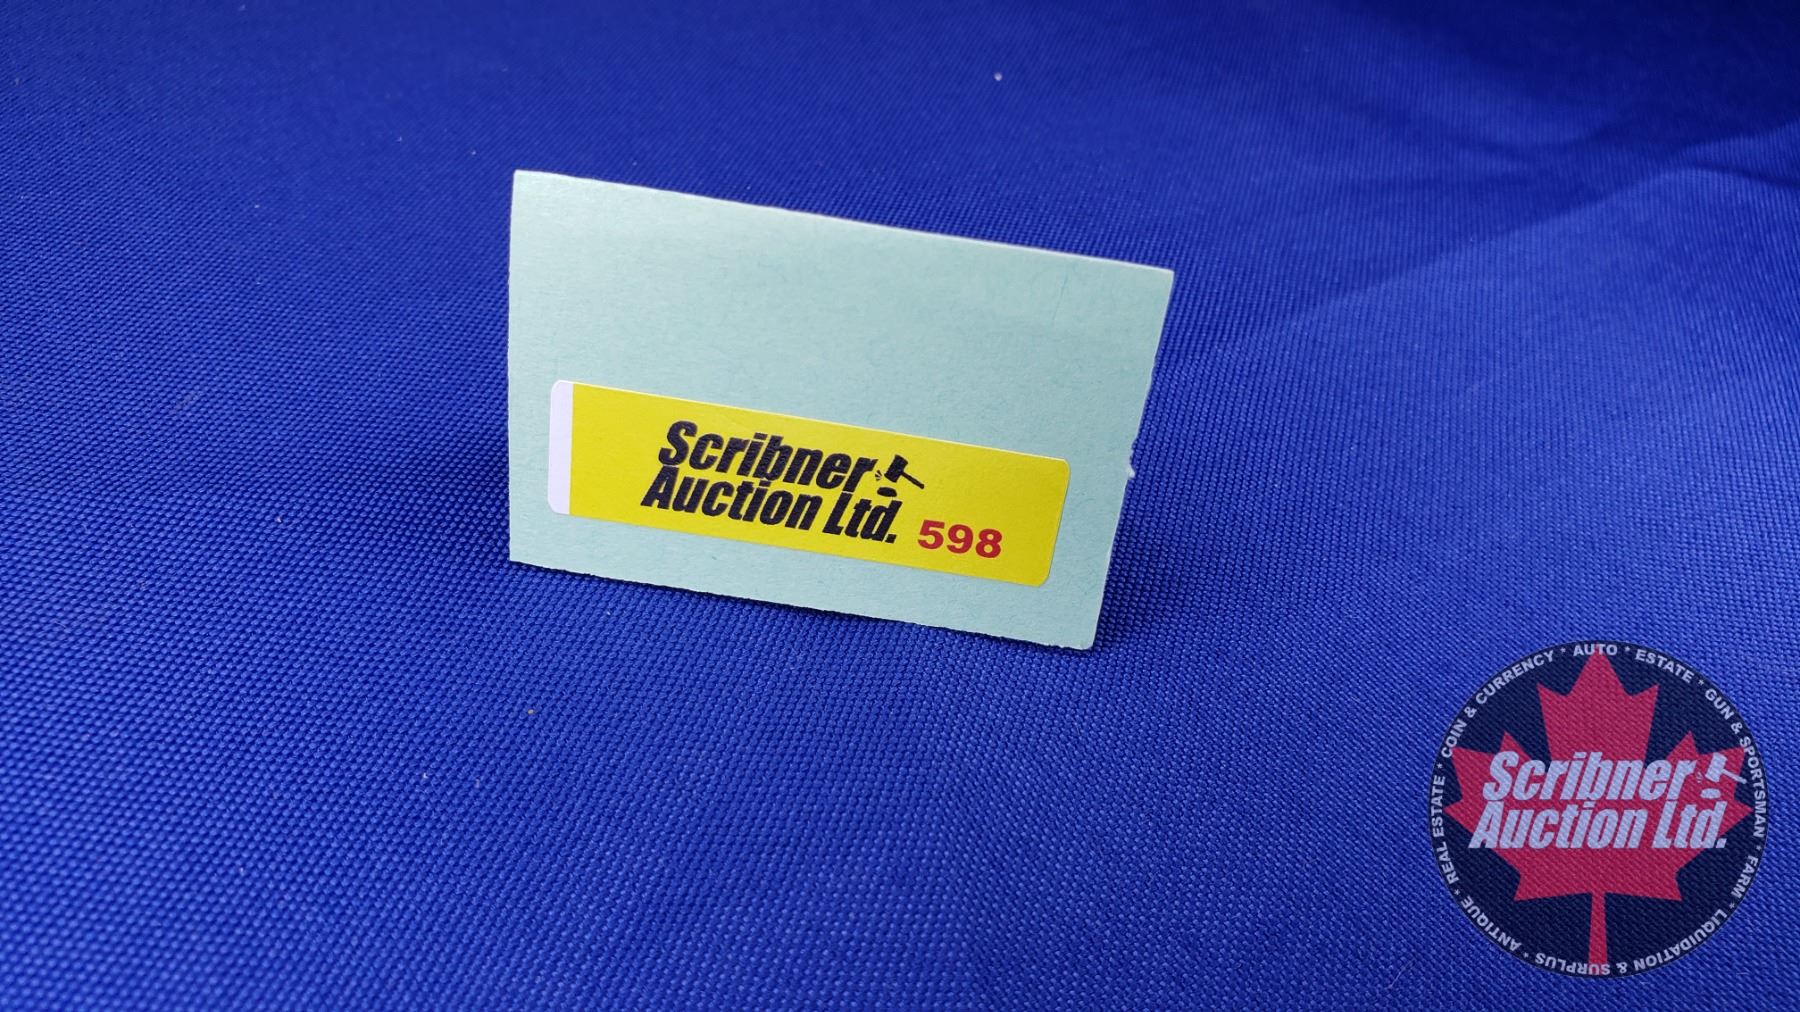 Scribner
Auction Ltd. 598
COIN & CURRENCY * AUTO * ESTATE * GUN & SPORTSMAN * FARM * LIQUIDATION & SURPLUS * ANTIQUE * REAL ESTATE *
Scribner
Auction Ltd.